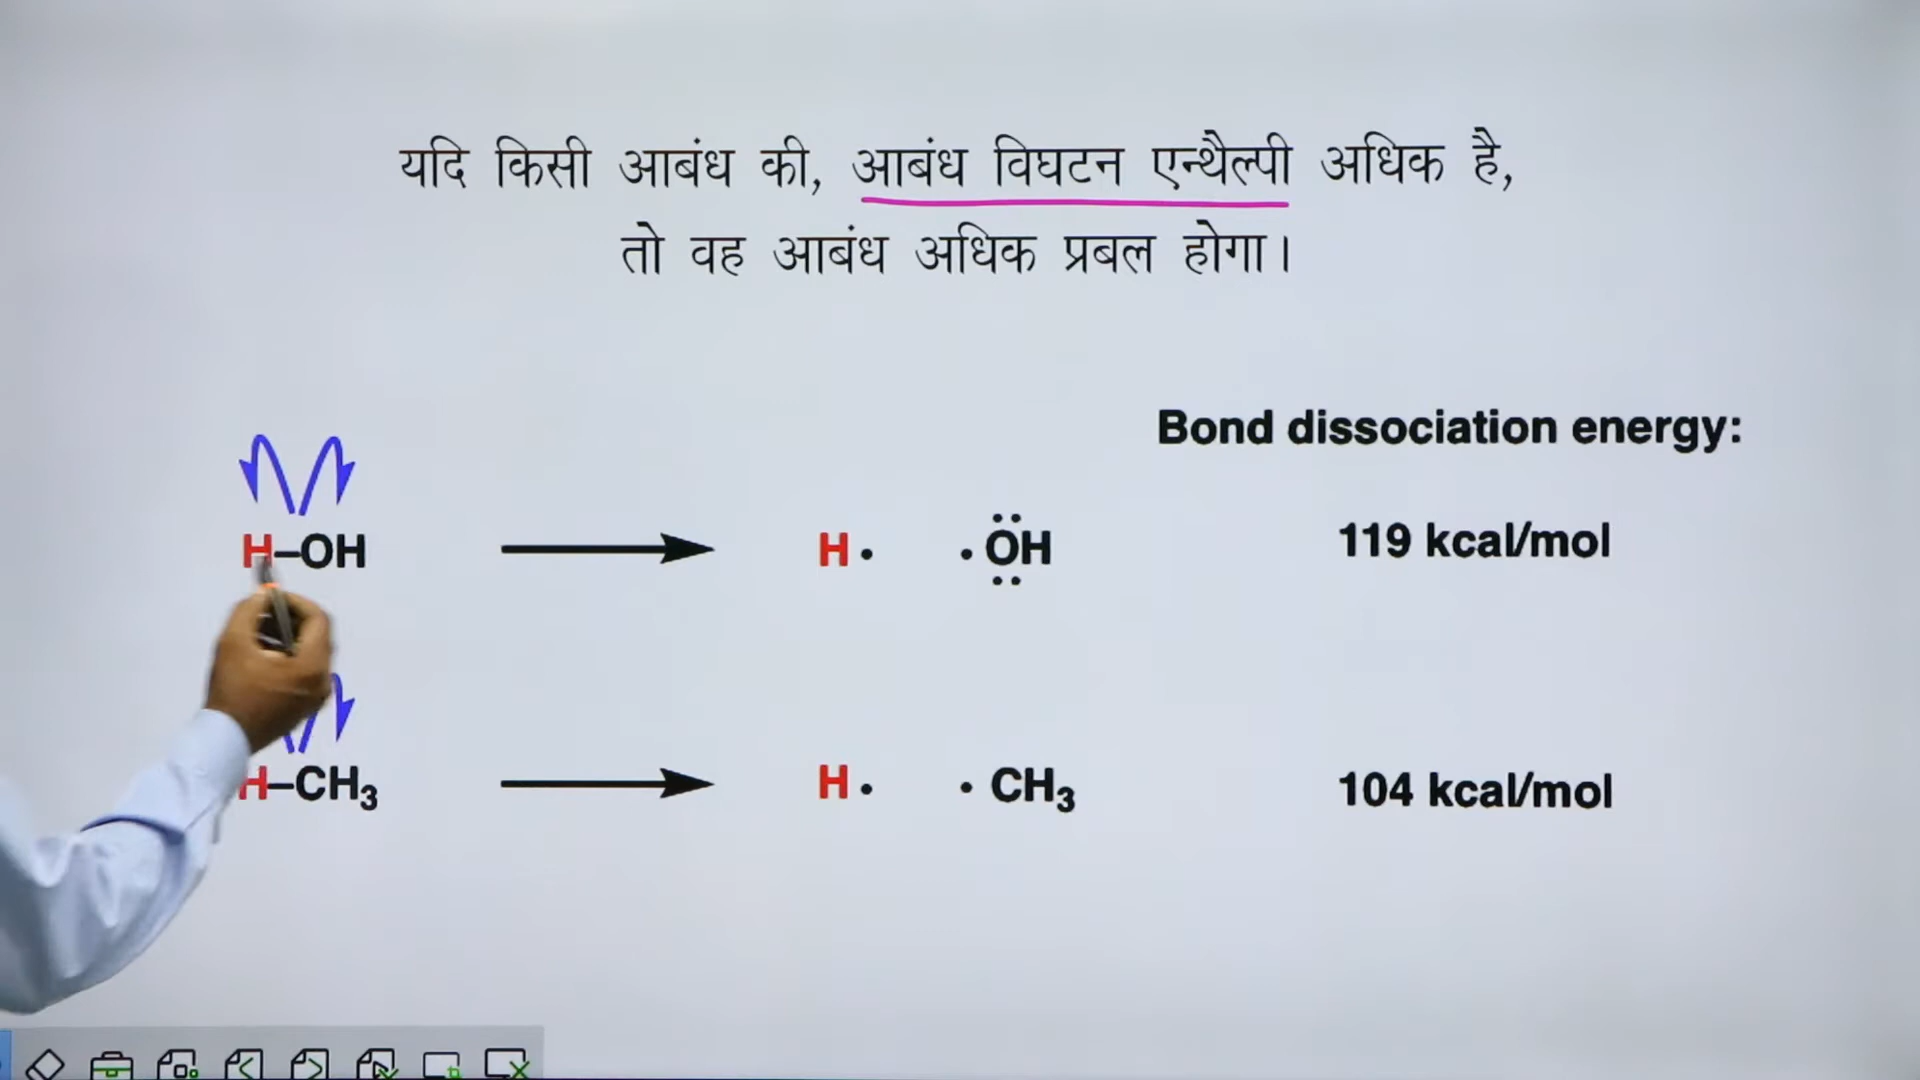 यदि किसी आबंध की, आबंध विघटन एन्थैल्पी अधिक है,
तो वह आबंध अधिक प्रबल होगा।
Bond dissociation energy:
H–OH H· ·ÖH 119 kcal/mol
H–CH₃ H· · CH₃ 104 kcal/mol